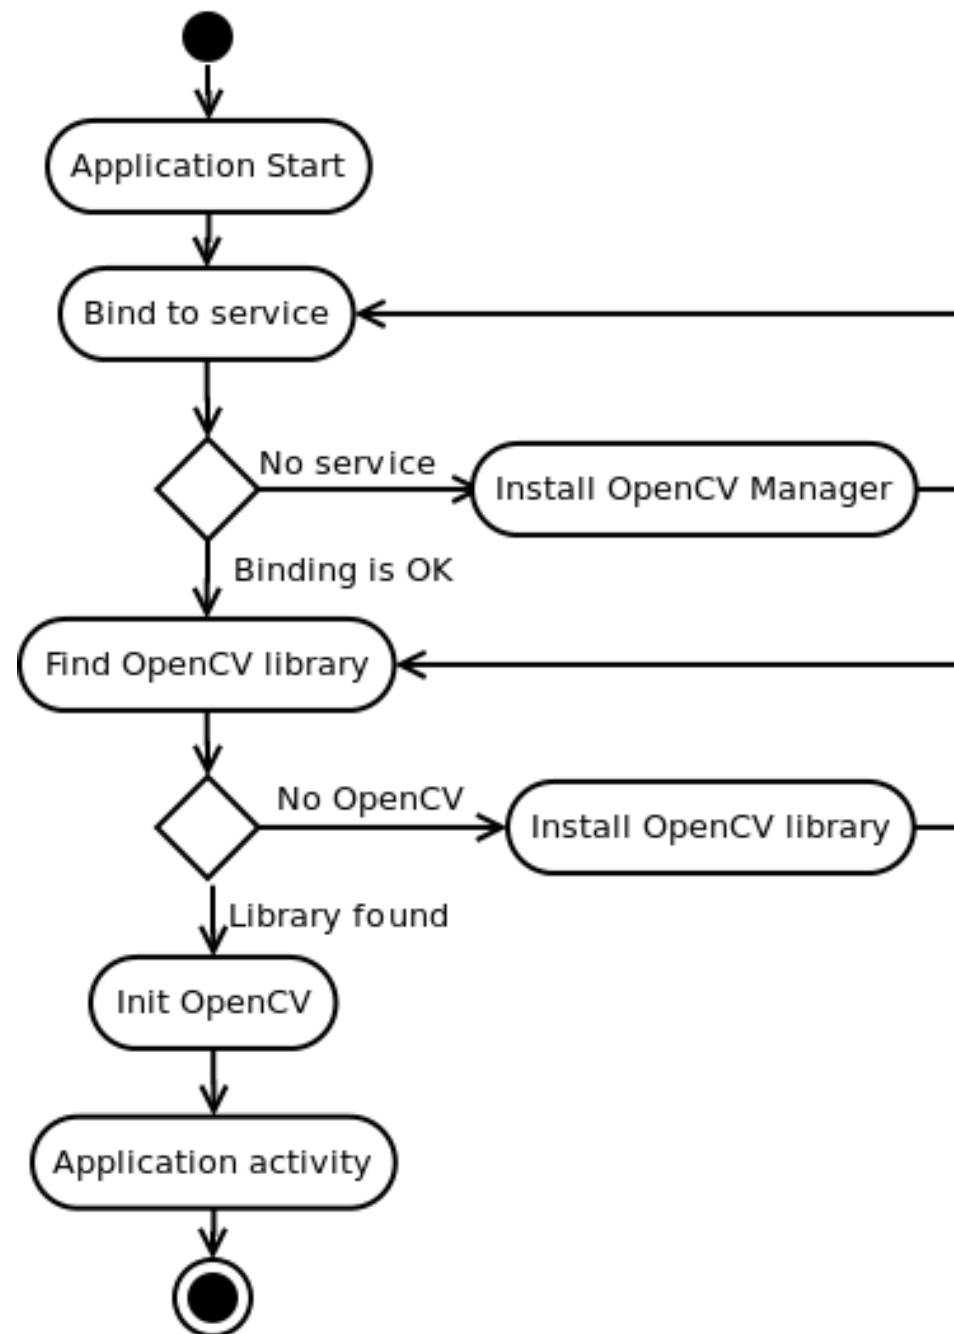 Application Start
Bind to service
No service
Install OpenCV Manager
Binding is OK
Find OpenCV library
No OpenCV
Install OpenCV library
Library found
Init OpenCV
Application activity